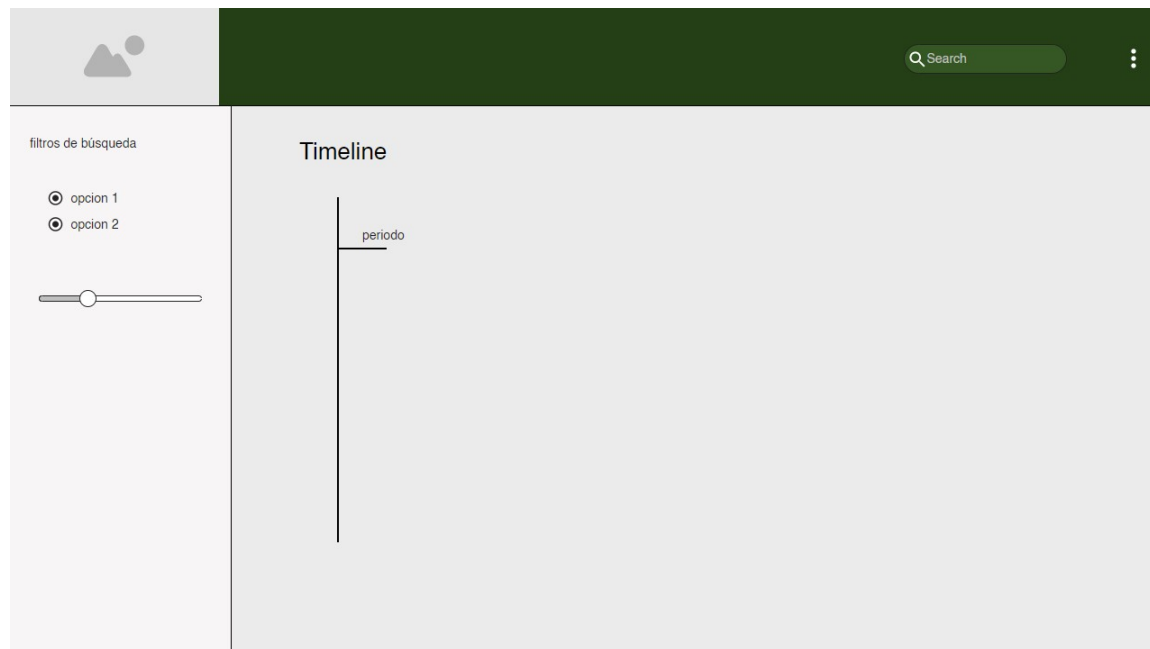 Search
filtros de búsqueda
opcion 1
opcion 2
Timeline
periodo